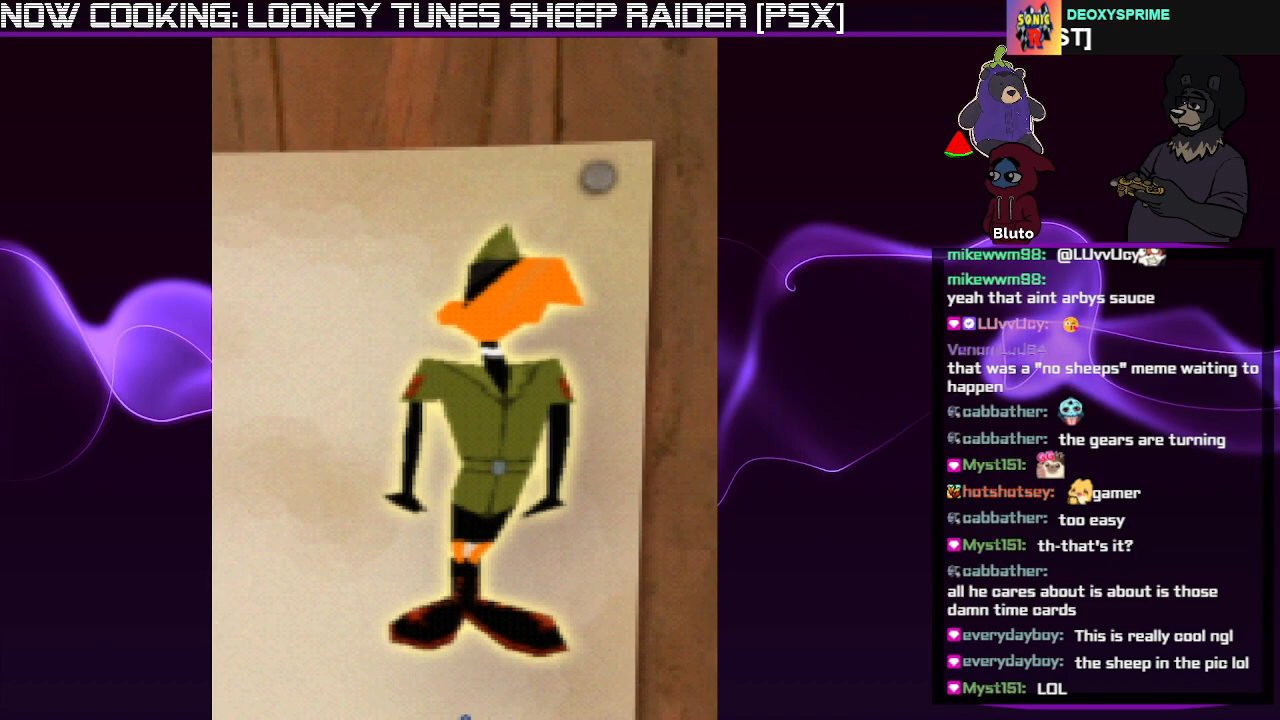 NOW COOKING: LOONEY TUNES SHEEP RAIDER [PSX]
SONIC
R
DEOXYSPRIME
ST]
Bluto
mikewwm98: @LUvvUcy
mikewwm98:
yeah that aint arbys sauce
LUvvUcy:
that was a "no sheeps" meme waiting to
happen
cabbather:
cabbather: the gears are turning
Myst151:
hotshotsey: gamer
cabbather: too easy
Myst151: th-that's it?
cabbather:
all he cares about is about is those
damn time cards
everydayboy: This is really cool ngl
everydayboy: the sheep in the pic lol
Myst151: LOL